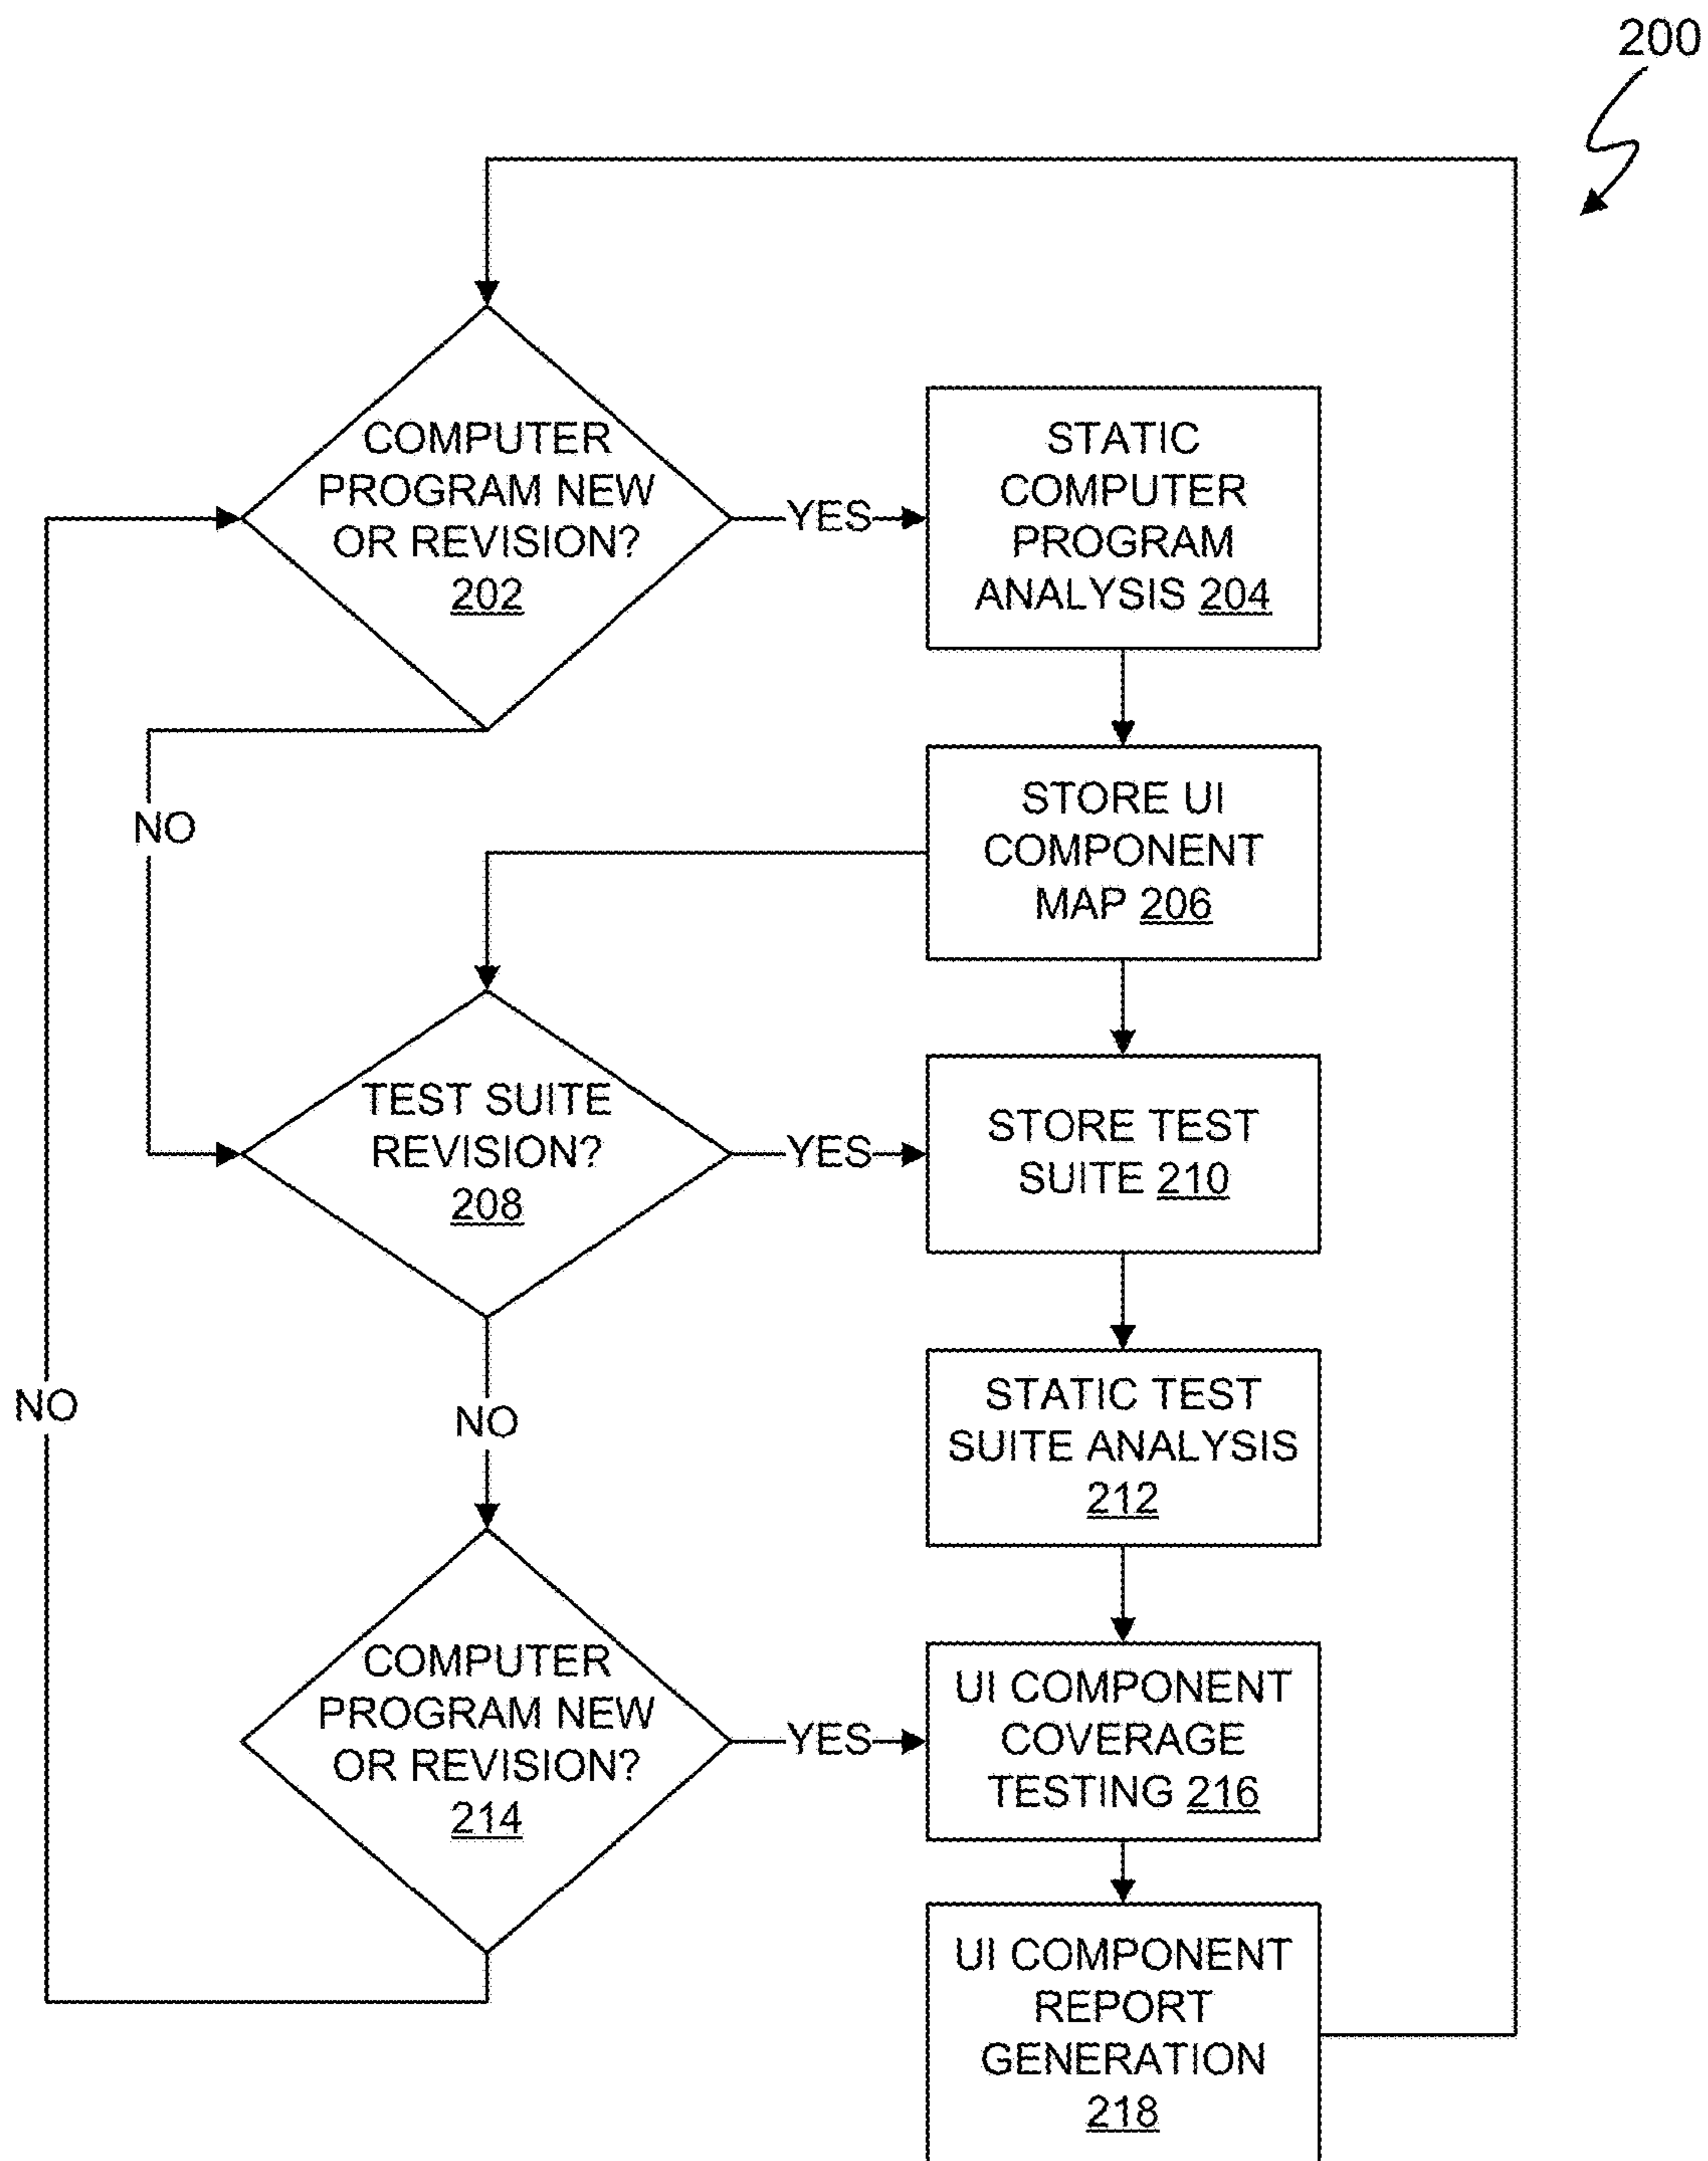 200
COMPUTER
PROGRAM NEW
OR REVISION?
202
YES
STATIC
COMPUTER
PROGRAM
ANALYSIS 204
NO
STORE UI
COMPONENT
MAP 206
TEST SUITE
REVISION?
208
YES
STORE TEST
SUITE 210
NO
NO
STATIC TEST
SUITE ANALYSIS
212
COMPUTER
PROGRAM NEW
OR REVISION?
214
YES
UI COMPONENT
COVERAGE
TESTING 216
UI COMPONENT
REPORT
GENERATION
218